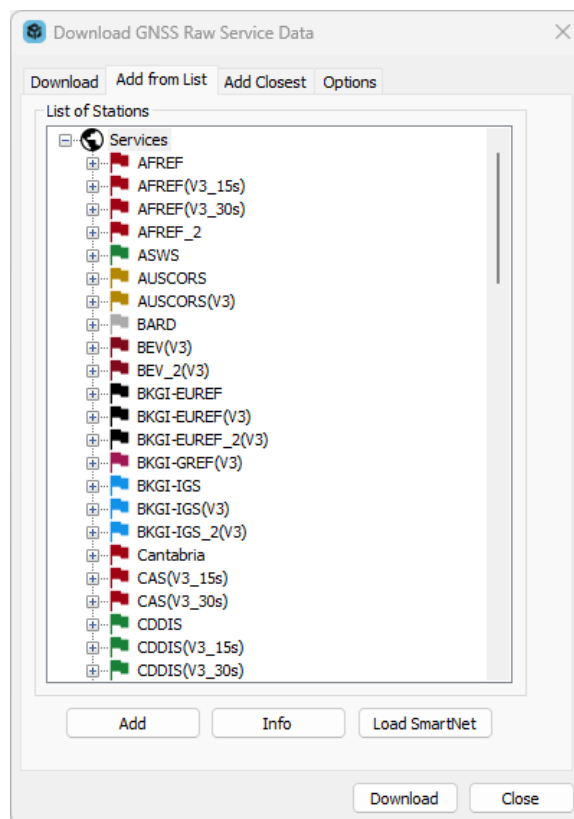 Download GNSS Raw Service Data
Download Add from List Add Closest Options
List of Stations
Services
AFREF
AFREF(V3_15s)
AFREF(V3_30s)
AFREF_2
ASWS
AUSCORS
AUSCORS(V3)
BARD
BEV(V3)
BEV_2(V3)
BKGI-EUREF
BKGI-EUREF(V3)
BKGI-EUREF_2(V3)
BKGI-GREF(V3)
BKGI-IGS
BKGI-IGS(V3)
BKGI-IGS_2(V3)
Cantabria
CAS(V3_15s)
CAS(V3_30s)
CDDIS
CDDIS(V3_15s)
CDDIS(V3_30s)
Add Info Load SmartNet
Download Close